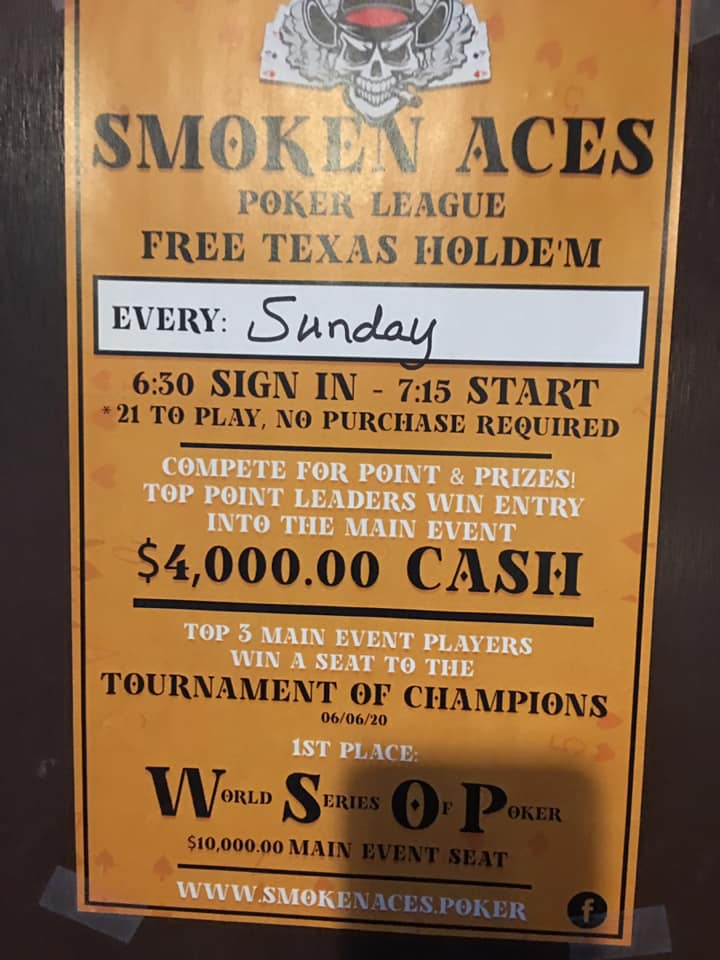 SMOKEN ACES
POKER LEAGUE
FREE TEXAS HOLDE'M
EVERY: Sunday
6:30 SIGN IN - 7:15 START
*21 TO PLAY, NO PURCHASE REQUIRED
COMPETE FOR POINT & PRIZES!
TOP POINT LEADERS WIN ENTRY
INTO THE MAIN EVENT
$4,000.00 CASH
TOP 3 MAIN EVENT PLAYERS
WIN A SEAT TO THE
TOURNAMENT OF CHAMPIONS
06/06/20
1ST PLACE:
WORLD SERIES OF POKER
$10,000.00 MAIN EVENT SEAT
WWW.SMOKENACES.POKER
f